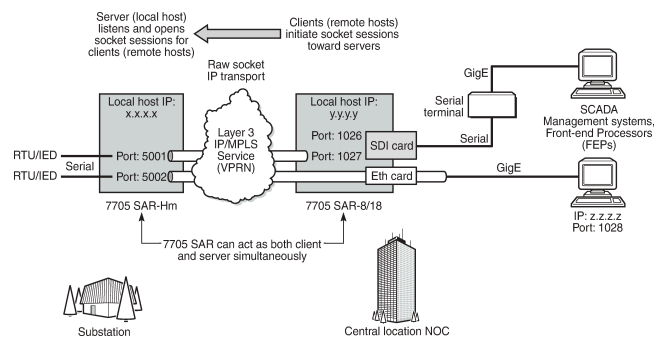 Server (local host)
listens and opens
socket sessions for
clients (remote hosts)
Clients (remote hosts)
initiate socket sessions
toward servers
Raw socket
IP transport
GigE
Serial
terminal
SCADA
Management systems,
Front-end Processors
(FEPs)
Local host IP:
x.x.x.x
Layer 3
IP/MPLS
Service
(VPRN)
Local host IP:
y.y.y.y
Port: 1026
SDI card
Serial
RTU/IED
Serial
Port: 5001
Port: 1027
RTU/IED
Port: 5002
Eth card
GigE
7705 SAR-Hm
7705 SAR-8/18
IP: z.z.z.z
Port: 1028
7705 SAR can act as both client
and server simultaneously
Substation
Central location NOC